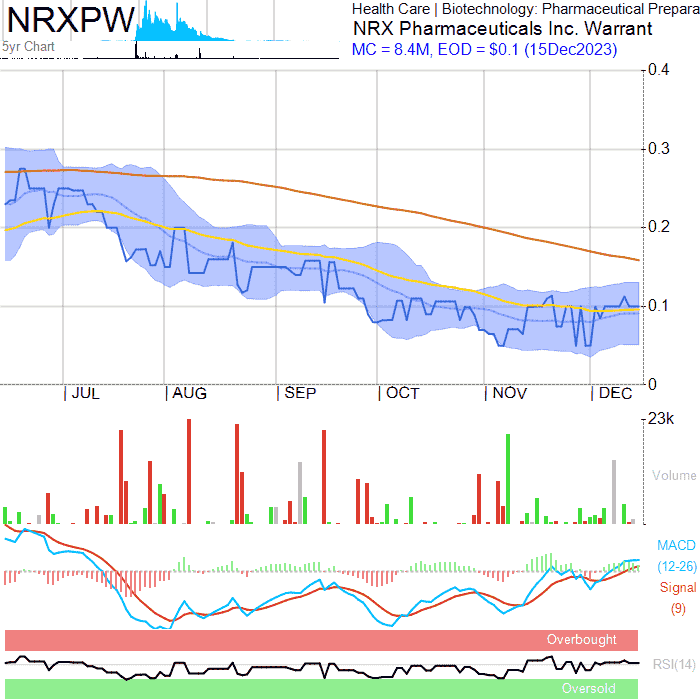 NRXPW
5yr Chart
Health Care | Biotechnology: Pharmaceutical Prepara
NRX Pharmaceuticals Inc. Warrant
MC = 8.4M, EOD = $0.1 (15Dec2023)
0.4
0.3
0.2
0.1
0
JUL AUG SEP OCT NOV DEC
23k
Volume
MACD
(12-26)
Signal
(9)
Overbought
RSI(14)
Oversold